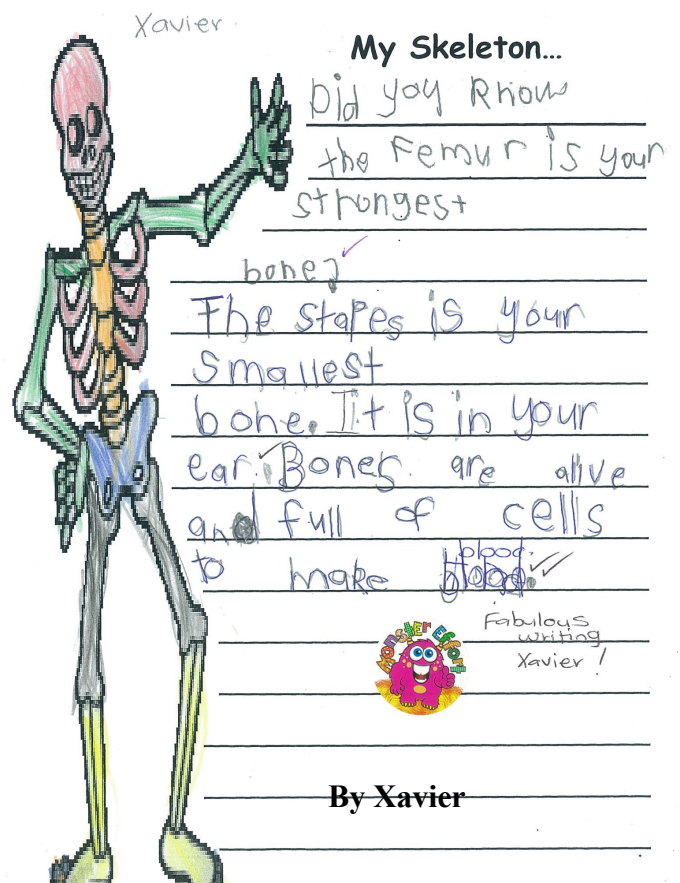 Xavier
My Skeleton...
Did you know
the Femur is your
strongest
bone?
The stapes is your
smallest
bone. It is in your
ear. Bones are alive
and full of cells
to make blood.
blood.
Monster Effort
Fabulous
writing
Xavier!
By Xavier